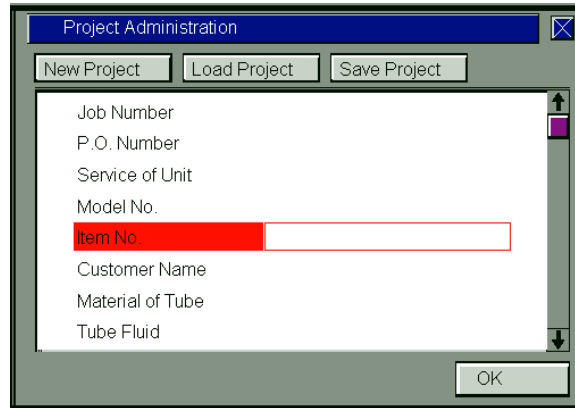 Project Administration
New Project Load Project Save Project
Job Number
P.O. Number
Service of Unit
Model No.
Item No.
Customer Name
Material of Tube
Tube Fluid
OK